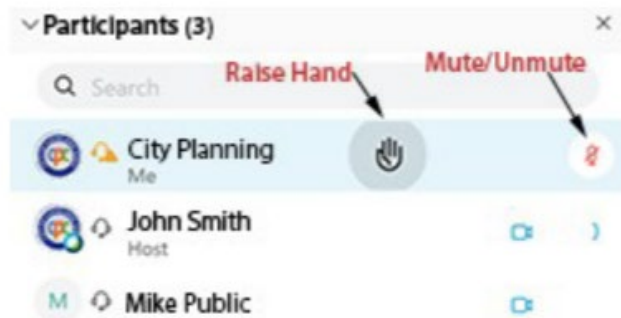 Participants (3)
Search
Raise Hand
Mute/Unmute
City Planning
Me
John Smith
Host
M
Mike Public